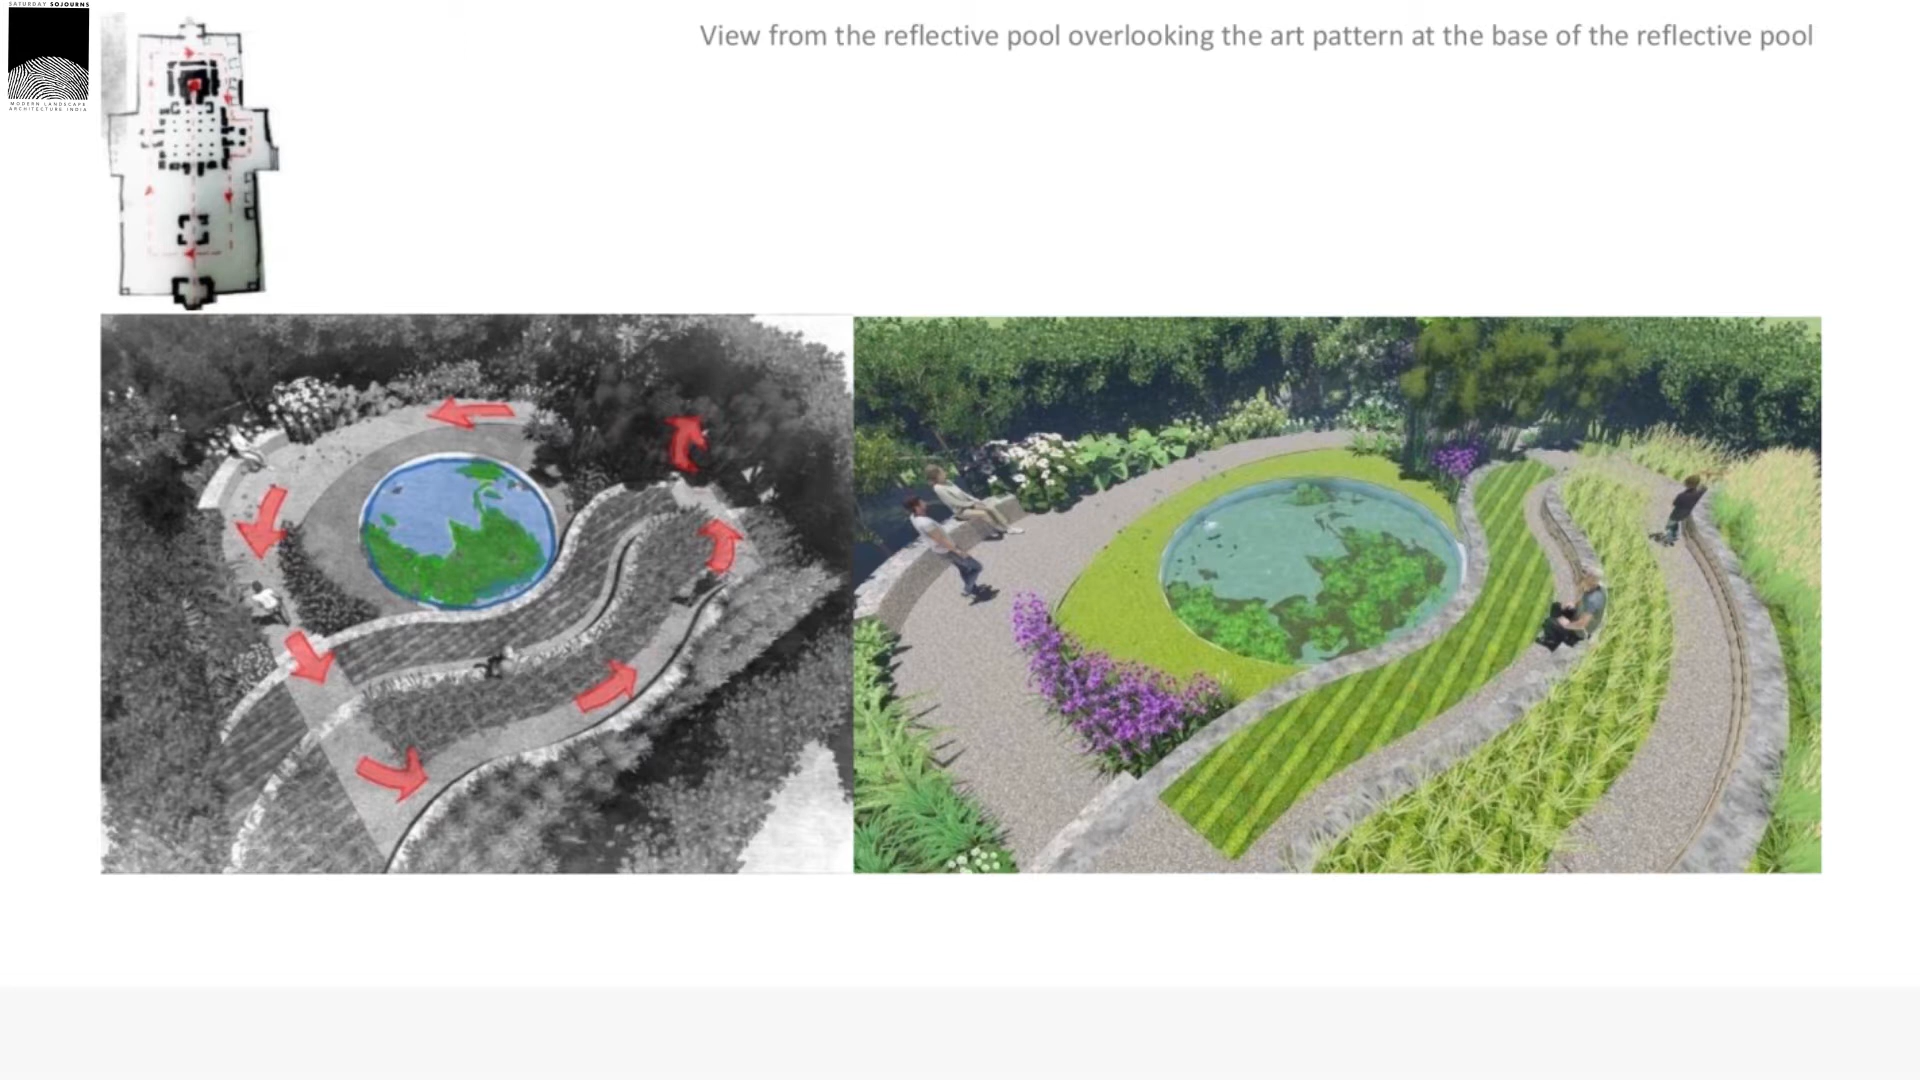 SATURDAY SOJOURNS
MODERN LANDSCAPE
ARCHITECTURE INDIA
View from the reflective pool overlooking the art pattern at the base of the reflective pool